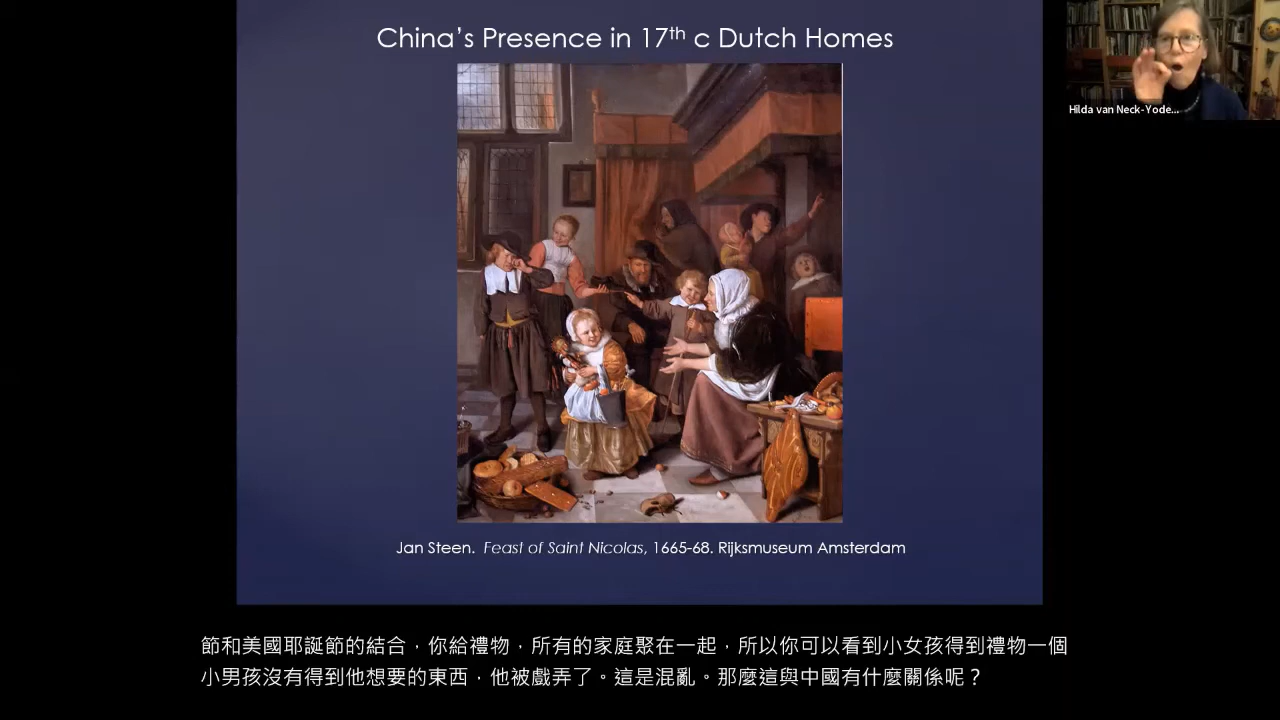 China's Presence in 17th c Dutch Homes
Hilda van Neck-Yode...
Jan Steen. Feast of Saint Nicolas, 1665-68. Rijksmuseum Amsterdam
節和美國耶誕節的結合，你給禮物，所有的家庭聚在一起，所以你可以看到小女孩得到禮物一個
小男孩沒有得到他想要的東西，他被戲弄了。這是混亂。那麼這與中國有什麼關係呢？